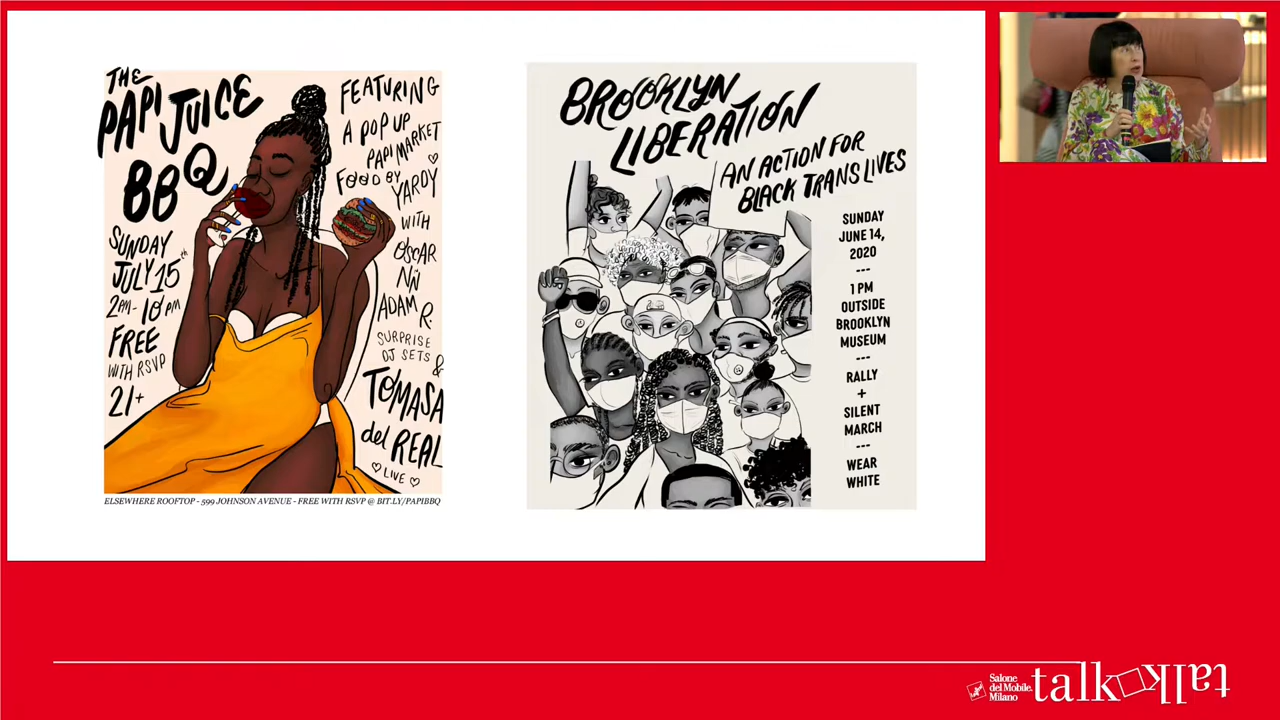 THE
PAPI JUICE
BBQ
SUNDAY
JULY 15th
2PM - 10PM
FREE
WITH RSVP
21+
FEATURING
A POP UP
PAPI MARKET
FOOD BY
YARDY
WITH
OSCAR
NÑ
ADAM R.
SURPRISE
DJ SETS
&
TOMASA
del REAL
LIVE
ELSEWHERE ROOFTOP - 599 JOHNSON AVENUE - FREE WITH RSVP @ BIT.LY/PAPIBBQ
BROOKLYN
LIBERATION
AN ACTION FOR
BLACK TRANS LIVES
SUNDAY
JUNE 14,
2020
---
1 PM
OUTSIDE
BROOKLYN
MUSEUM
---
RALLY
+
SILENT
MARCH
---
WEAR
WHITE
Salone
del Mobile.
Milano
talk talk